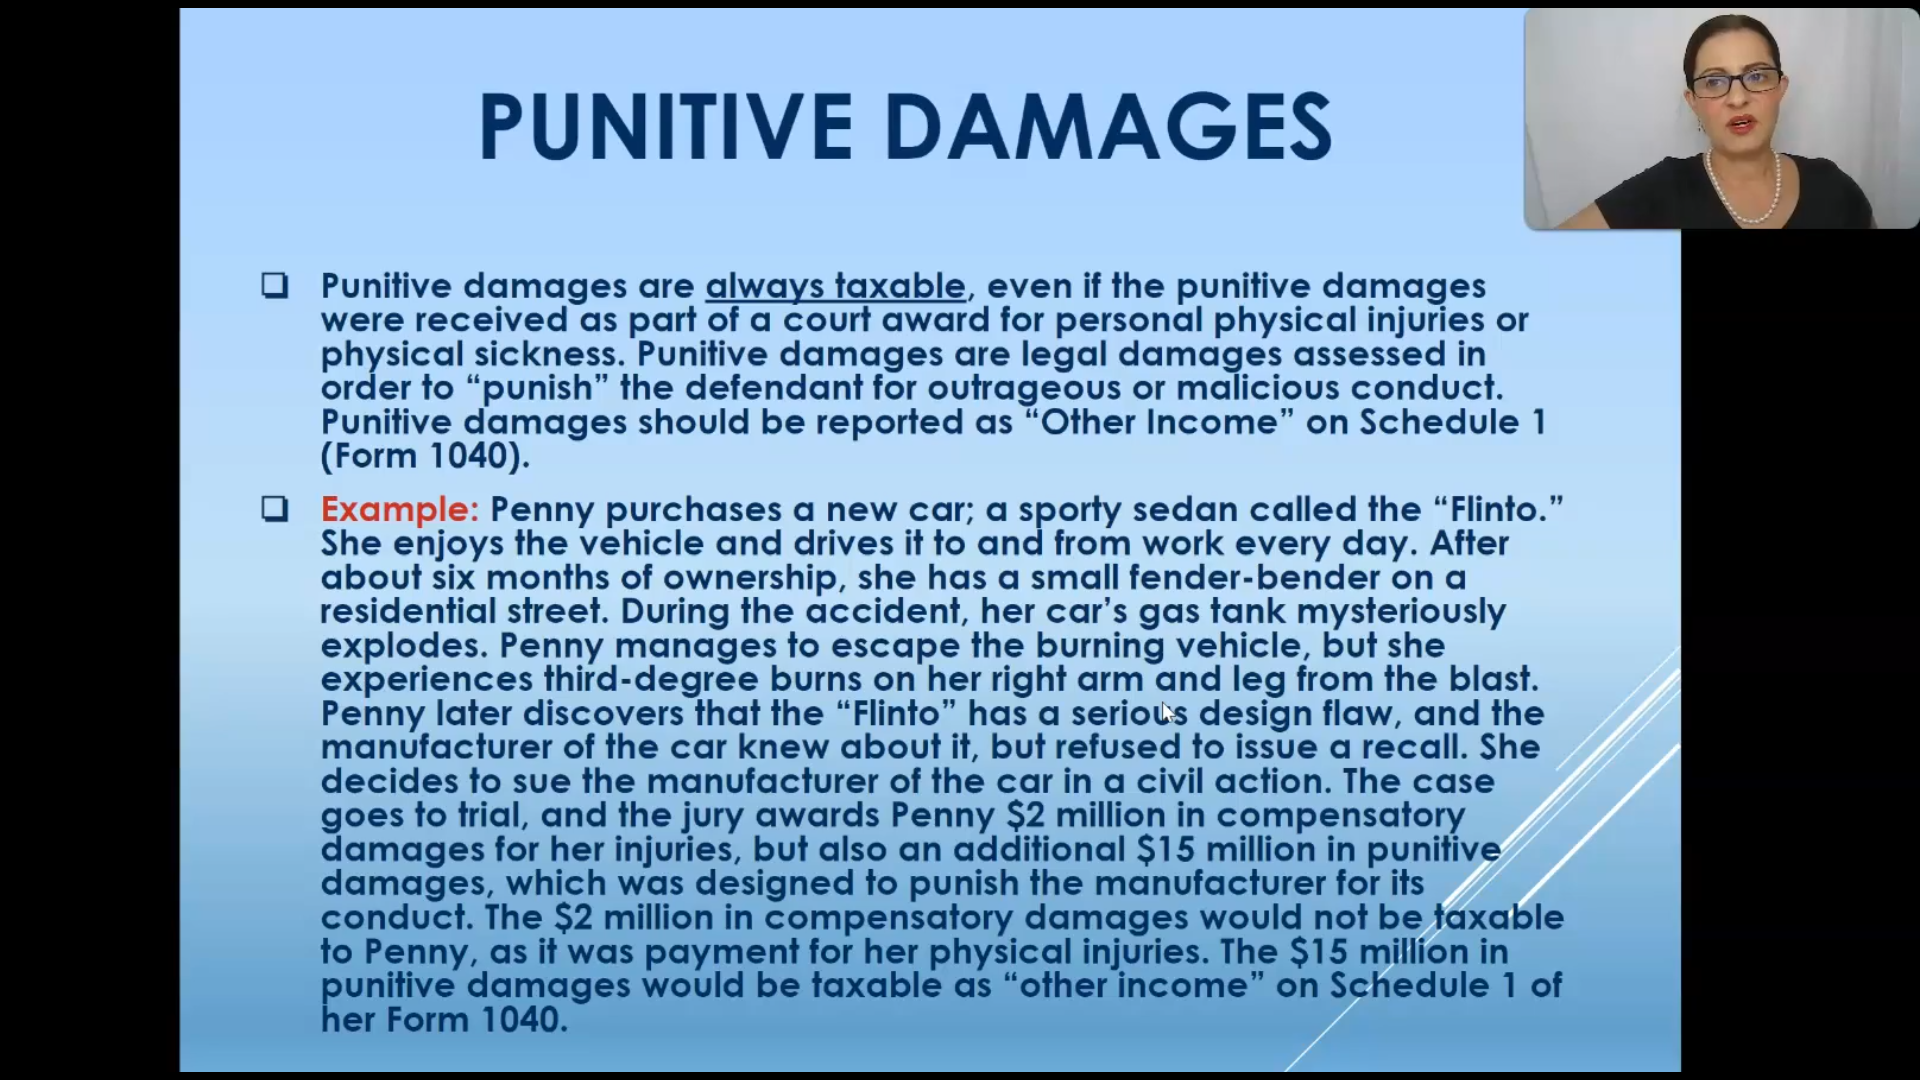 PUNITIVE DAMAGES
❑ Punitive damages are always taxable, even if the punitive damages
were received as part of a court award for personal physical injuries or
physical sickness. Punitive damages are legal damages assessed in
order to “punish” the defendant for outrageous or malicious conduct.
Punitive damages should be reported as “Other Income” on Schedule 1
(Form 1040).
❑ Example: Penny purchases a new car; a sporty sedan called the “Flinto.”
She enjoys the vehicle and drives it to and from work every day. After
about six months of ownership, she has a small fender-bender on a
residential street. During the accident, her car’s gas tank mysteriously
explodes. Penny manages to escape the burning vehicle, but she
experiences third-degree burns on her right arm and leg from the blast.
Penny later discovers that the “Flinto” has a serious design flaw, and the
manufacturer of the car knew about it, but refused to issue a recall. She
decides to sue the manufacturer of the car in a civil action. The case
goes to trial, and the jury awards Penny $2 million in compensatory
damages for her injuries, but also an additional $15 million in punitive
damages, which was designed to punish the manufacturer for its
conduct. The $2 million in compensatory damages would not be taxable
to Penny, as it was payment for her physical injuries. The $15 million in
punitive damages would be taxable as “other income” on Schedule 1 of
her Form 1040.